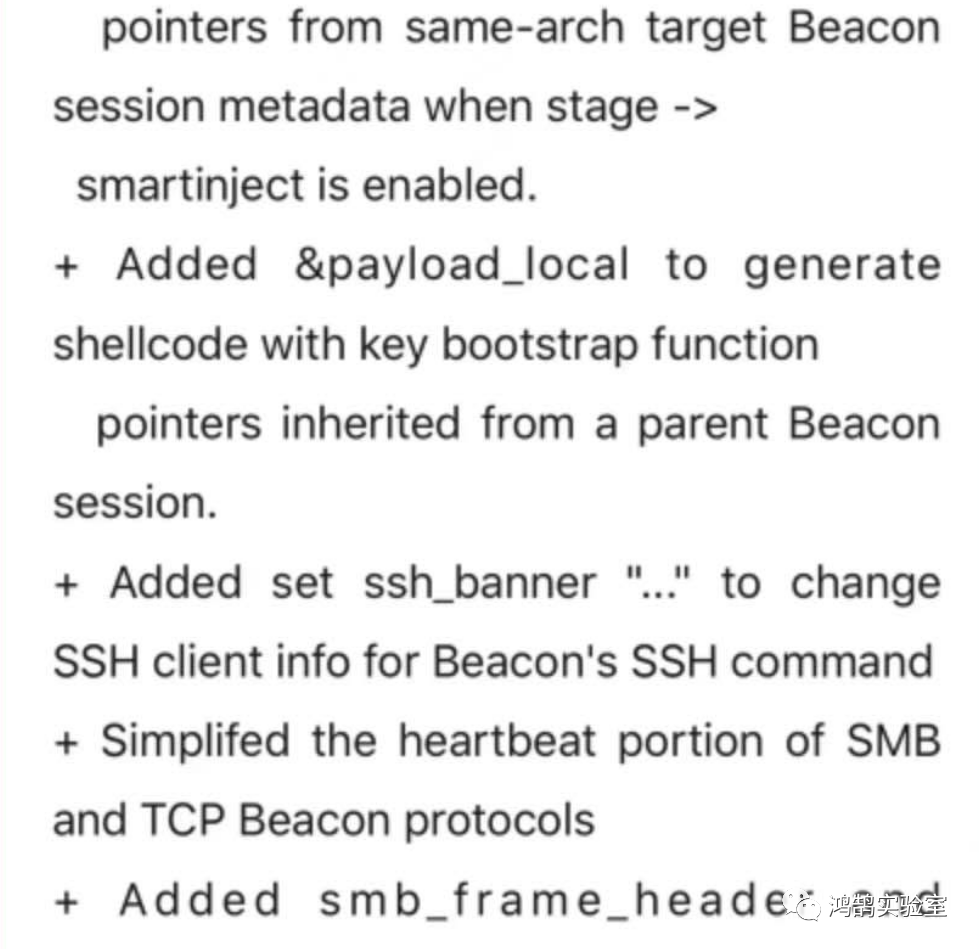 pointers from same-arch target Beacon
session metadata when stage ->
smartinject is enabled.
+ Added &payload_local to generate
shellcode with key bootstrap function
pointers inherited from a parent Beacon
session.
+ Added set ssh_banner "..." to change
SSH client info for Beacon's SSH command
+ Simplifed the heartbeat portion of SMB
and TCP Beacon protocols
+ Added smb_frame_header and
鸿鹄实验室